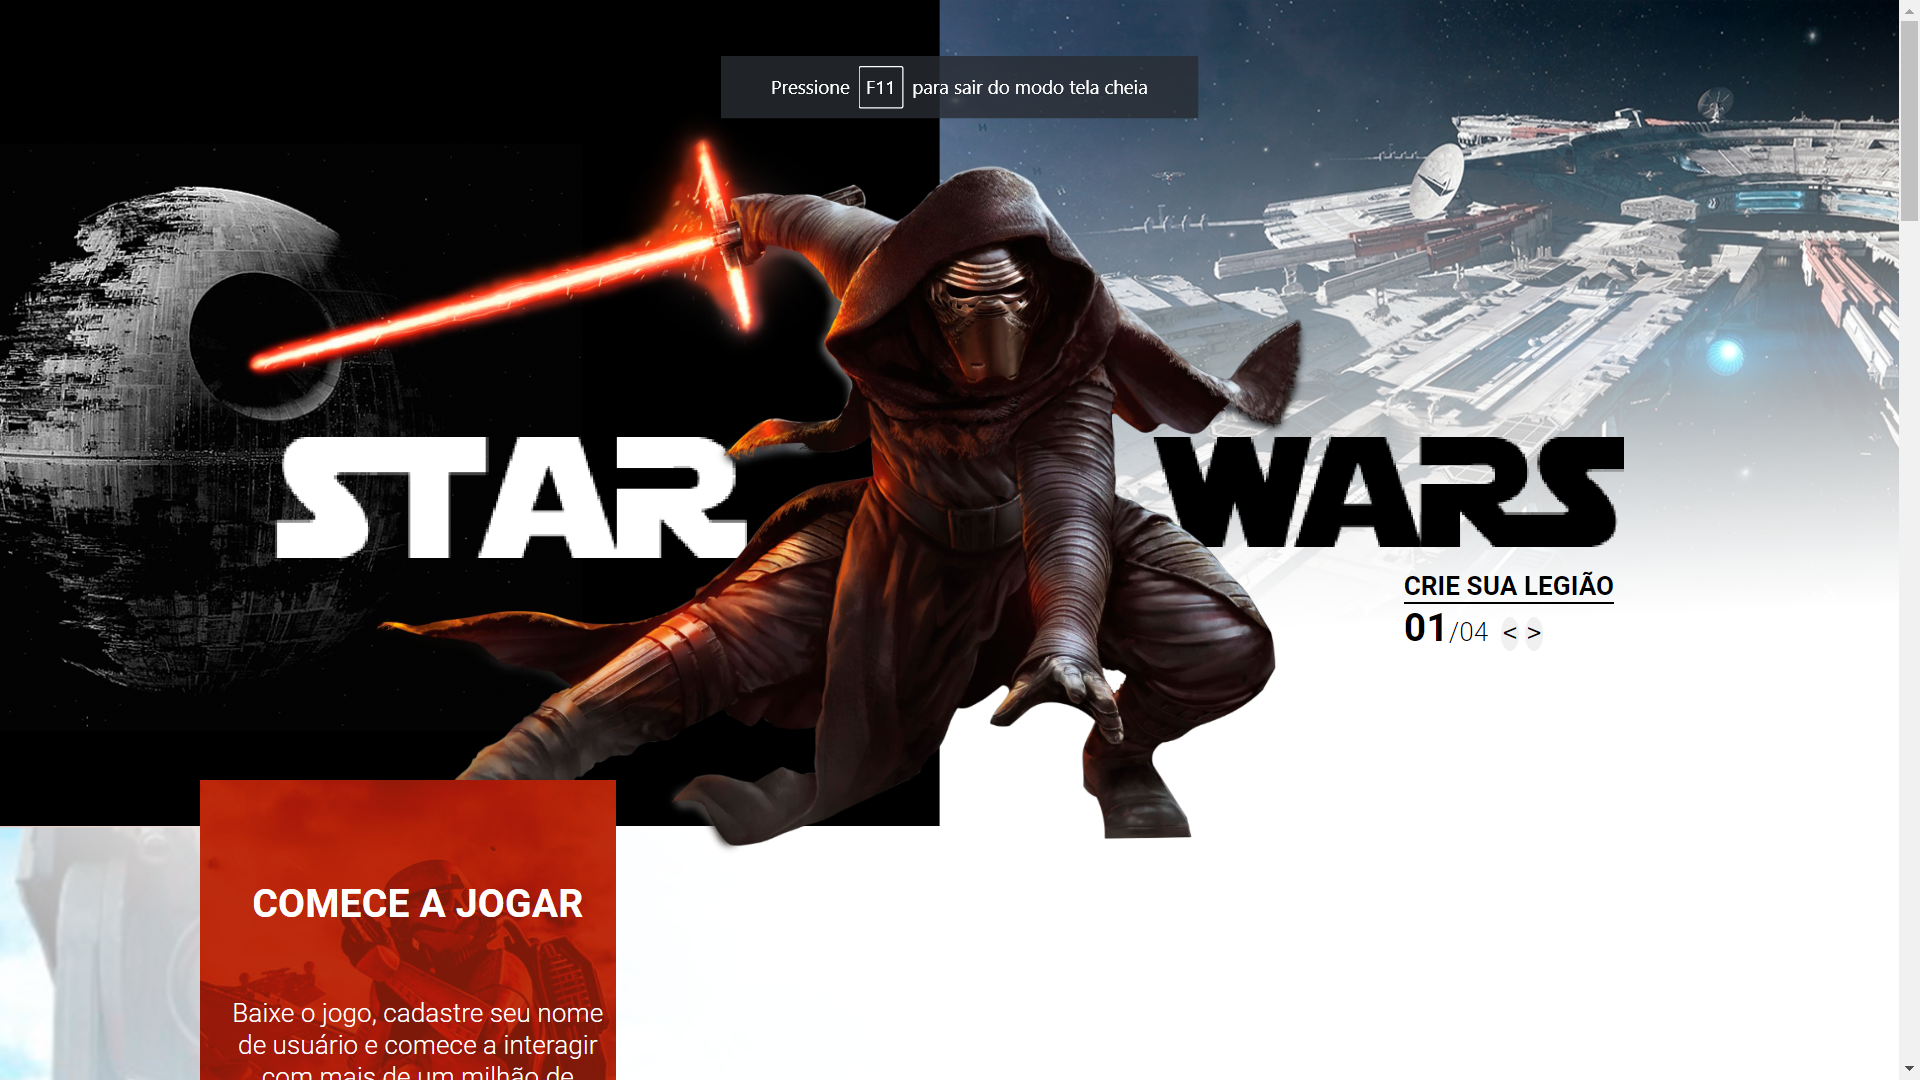 Pressione F11 para sair do modo tela cheia
STAR WARS
CRIE SUA LEGIÃO
01/04 < >
COMECE A JOGAR
Baixe o jogo, cadastre seu nome
de usuário e comece a interagir
com mais de um milhão de